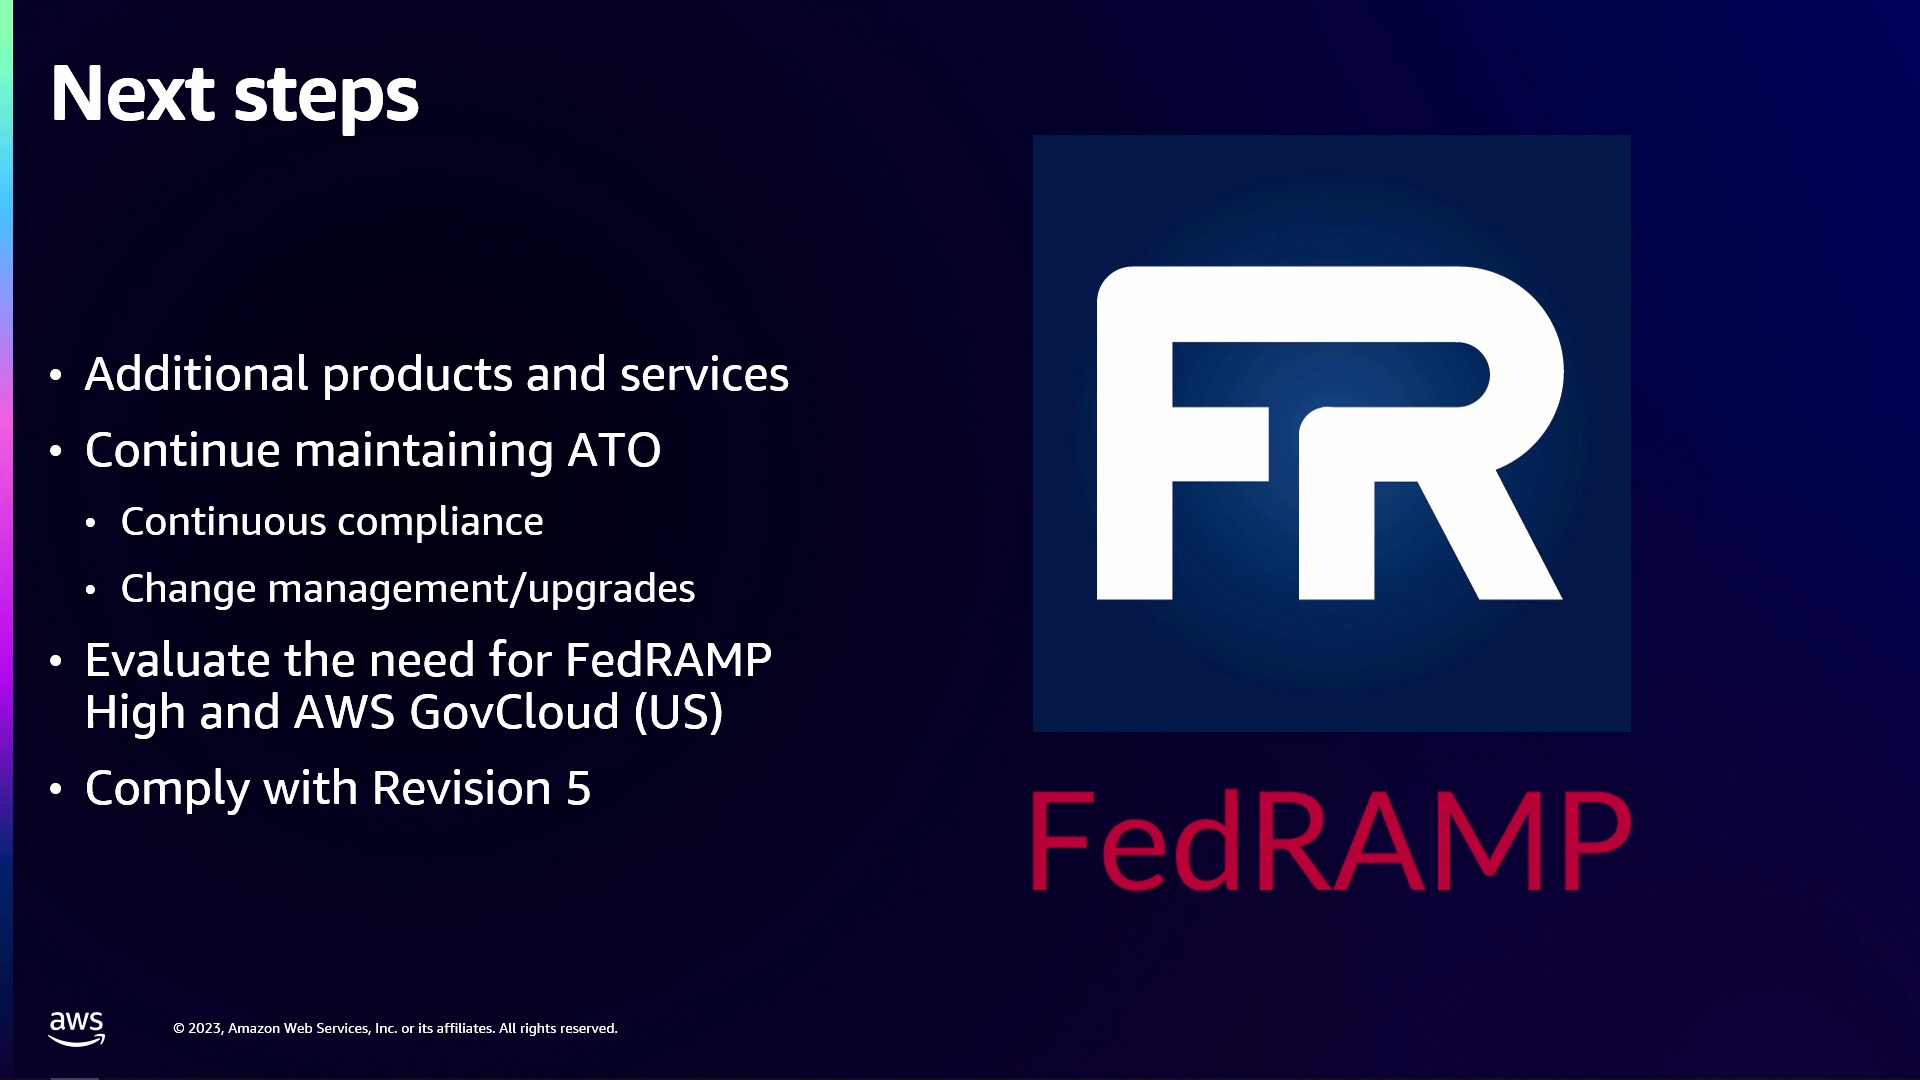 Next steps
• Additional products and services
• Continue maintaining ATO
• Continuous compliance
• Change management/upgrades
• Evaluate the need for FedRAMP
High and AWS GovCloud (US)
• Comply with Revision 5
FR
FedRAMP
aws
© 2023, Amazon Web Services, Inc. or its affiliates. All rights reserved.